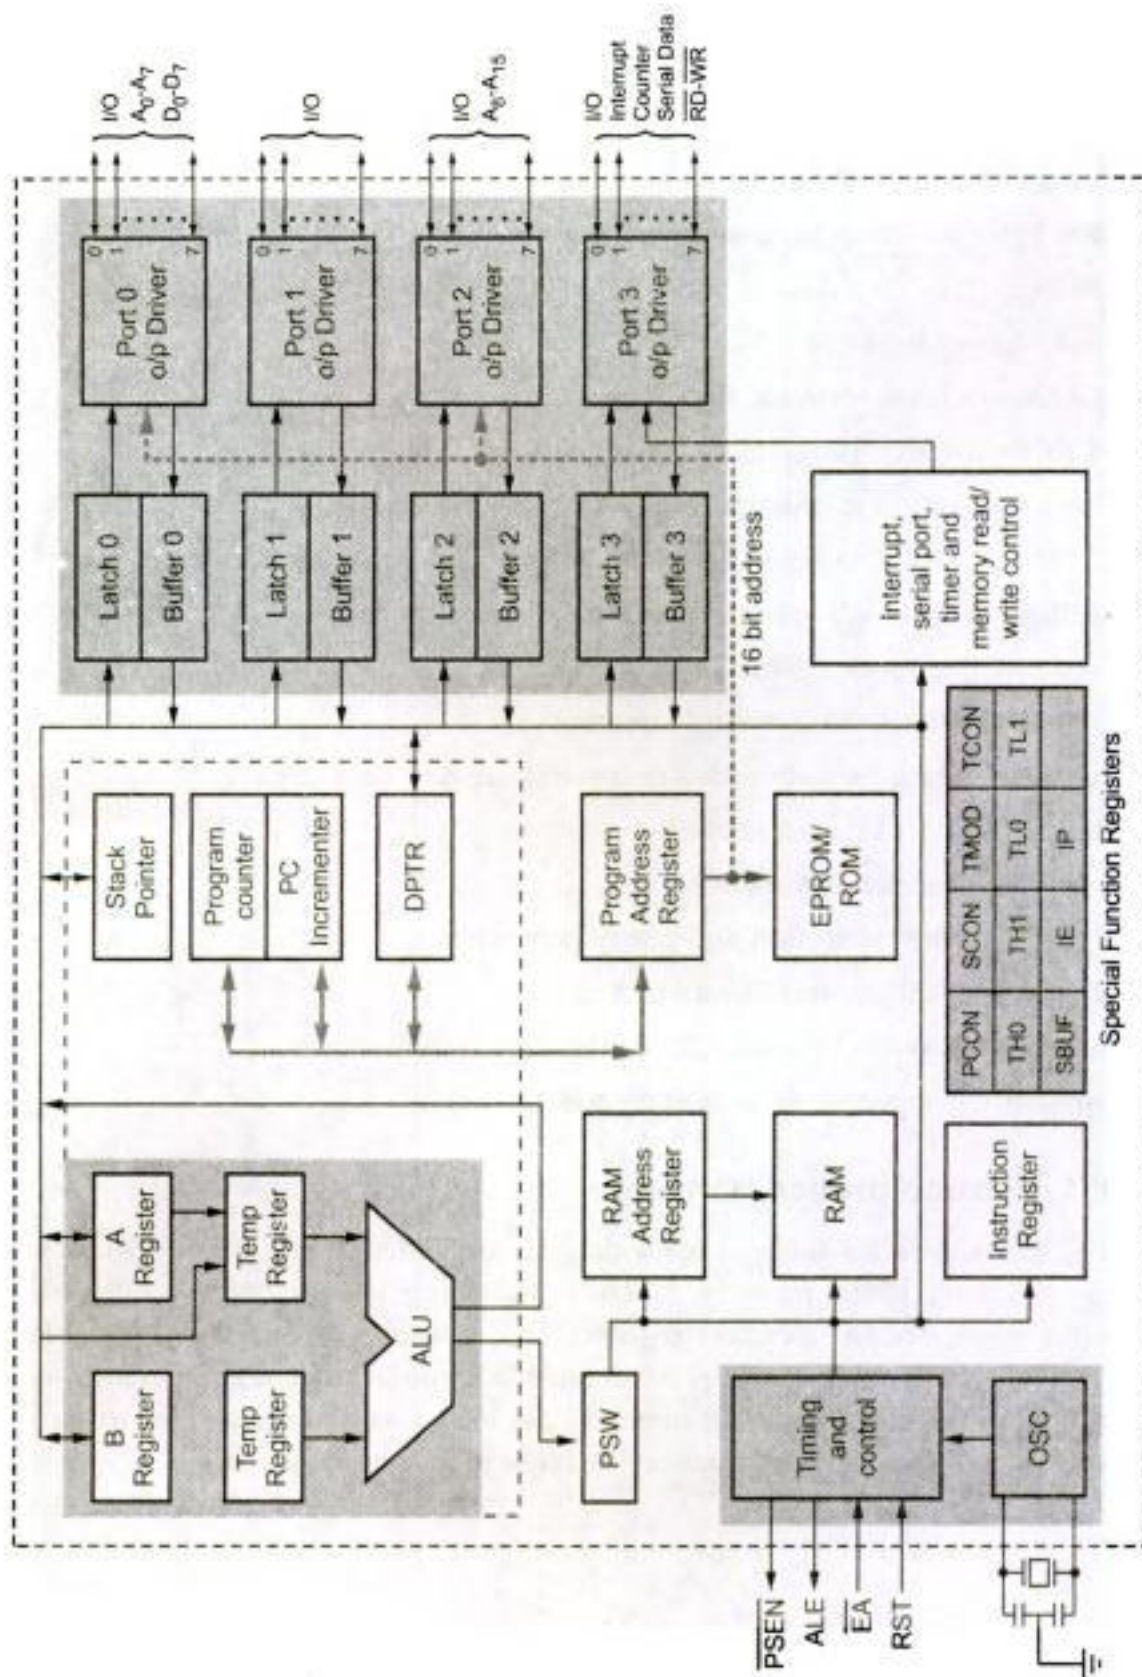 I/O
A0-A7
D0-D7
I/O
I/O
A8-A15
I/O
Interrupt
Counter
Serial Data
RD-WR
0
1
7
Port 0
o/p Driver
0
1
7
Port 1
o/p Driver
0
1
7
Port 2
o/p Driver
0
1
7
Port 3
o/p Driver
Latch 0
Buffer 0
Latch 1
Buffer 1
Latch 2
Buffer 2
Latch 3
Buffer 3
16 bit address
Interrupt,
serial port,
timer and
memory read/
write control
Stack
Pointer
Program
counter
PC
Incrementer
DPTR
Program
Address
Register
EPROM/
ROM
PCON SCON TMOD TCON
TH0 TH1 TL0 TL1
SBUF IE IP
Special Function Registers
A
Register
Temp
Register
B
Register
Temp
Register
ALU
RAM
Address
Register
RAM
Instruction
Register
PSW
Timing
and
control
OSC
PSEN
ALE
EA
RST